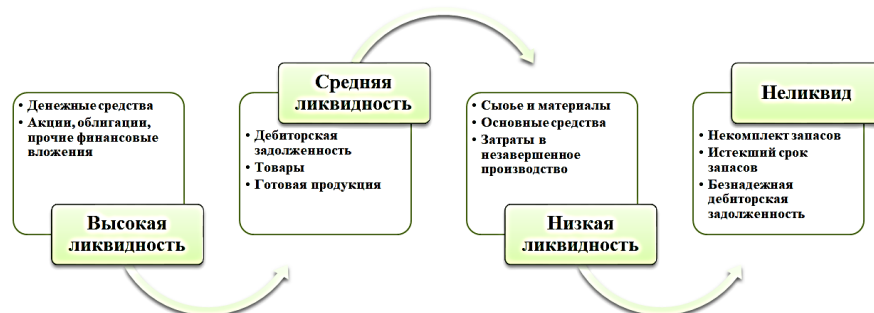 • Денежные средства
• Акции, облигации,
прочие финансовые
вложения
Высокая
ликвидность
Средняя
ликвидность
• Дебиторская
задолженность
• Товары
• Готовая продукция
• Сыоье и материалы
• Основные средства
• Затраты в
незавершенное
производство
Низкая
ликвидность
Неликвид
• Некомплект запасов
• Истекший срок
запасов
• Безнадежная
дебиторская
задолженность